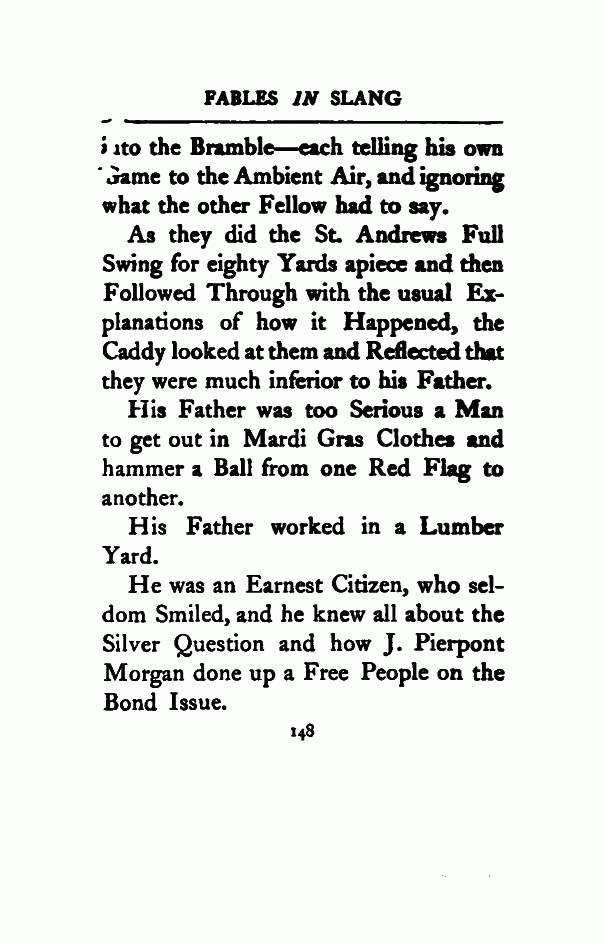 FABLES IN SLANG
into the Bramble—each telling his own
Game to the Ambient Air, and ignoring
what the other Fellow had to say.
As they did the St. Andrews Full
Swing for eighty Yards apiece and then
Followed Through with the usual Ex-
planations of how it Happened, the
Caddy looked at them and Reflected that
they were much inferior to his Father.
His Father was too Serious a Man
to get out in Mardi Gras Clothes and
hammer a Ball from one Red Flag to
another.
His Father worked in a Lumber
Yard.
He was an Earnest Citizen, who sel-
dom Smiled, and he knew all about the
Silver Question and how J. Pierpont
Morgan done up a Free People on the
Bond Issue.
148